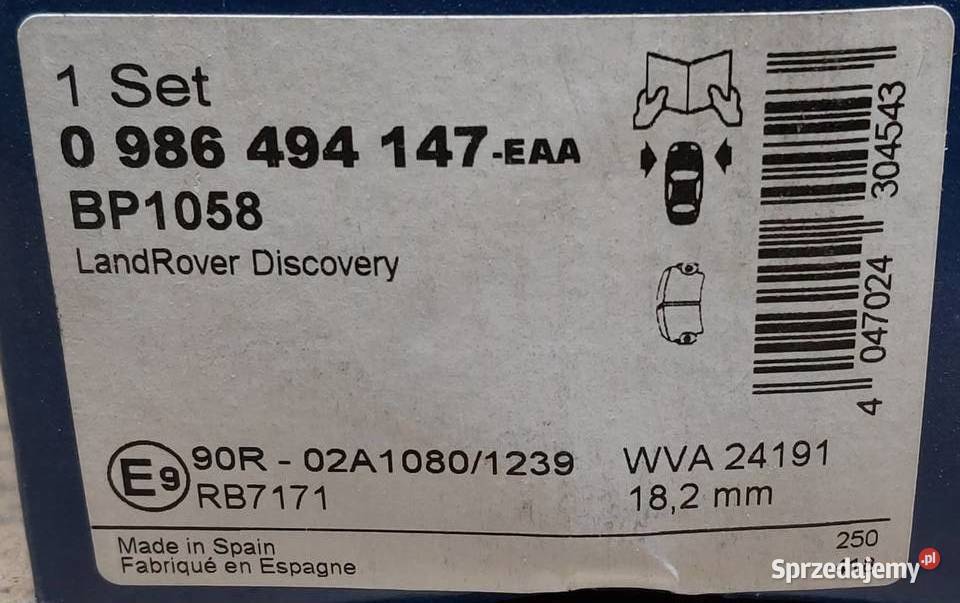 1 Set
0 986 494 147-EAA
BP1058
LandRover Discovery
4 047024 304543
E9
90R - 02A1080/1239
RB7171
WVA 24191
18,2 mm
Made in Spain
Fabriqué en Espagne
250
Sprzedajemy.pl